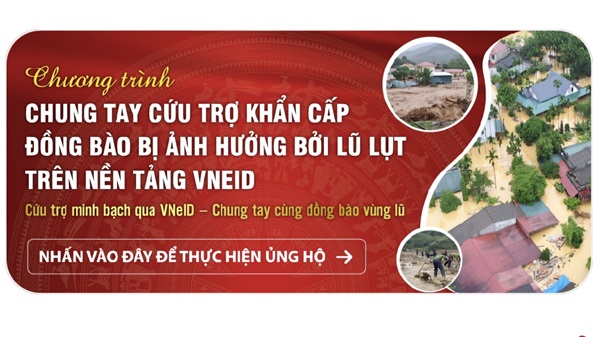 Chương trình
CHUNG TAY CỨU TRỢ KHẨN CẤP
ĐỒNG BÀO BỊ ẢNH HƯỞNG BỞI LŨ LỤT
TRÊN NỀN TẢNG VNEID
Cứu trợ minh bạch qua VNeID – Chung tay cùng đồng bào vùng lũ
NHẤN VÀO ĐÂY ĐỂ THỰC HIỆN ỦNG HỘ →